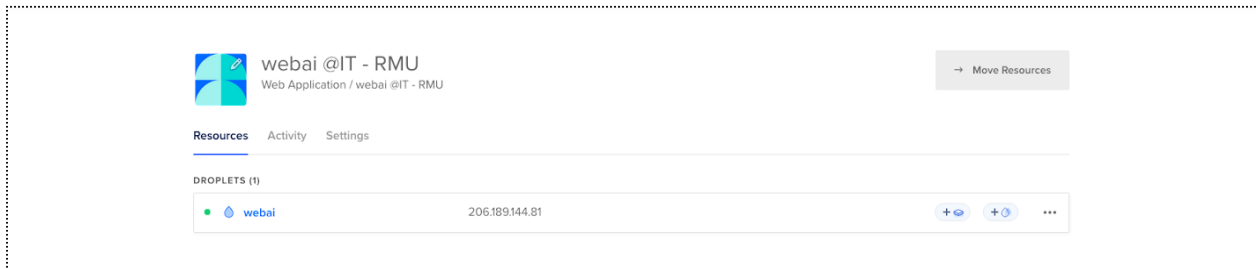 webai @IT - RMU
Web Application / webai @IT - RMU
→ Move Resources
Resources Activity Settings
DROPLETS (1)
webai 206.189.144.81 + + ...